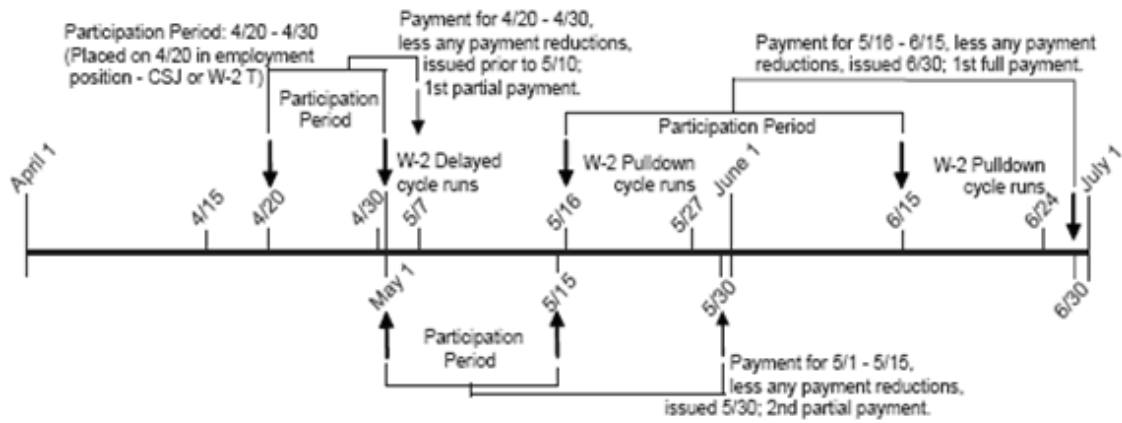 Participation Period: 4/20 - 4/30
(Placed on 4/20 in employment
position - CSJ or W-2 T)
Payment for 4/20 - 4/30,
less any payment reductions,
issued prior to 5/10;
1st partial payment.
Payment for 5/16 - 6/15, less any payment
reductions, issued 6/30; 1st full payment.
Participation
Period
Participation Period
W-2 Delayed
cycle runs
W-2 Pulldown
cycle runs
W-2 Pulldown
cycle runs
April 1
4/15
4/20
4/30
5/7
5/16
5/27
June 1
6/15
6/24
July 1
May 1
5/15
5/30
6/30
Participation
Period
Payment for 5/1 - 5/15,
less any payment reductions,
issued 5/30; 2nd partial payment.